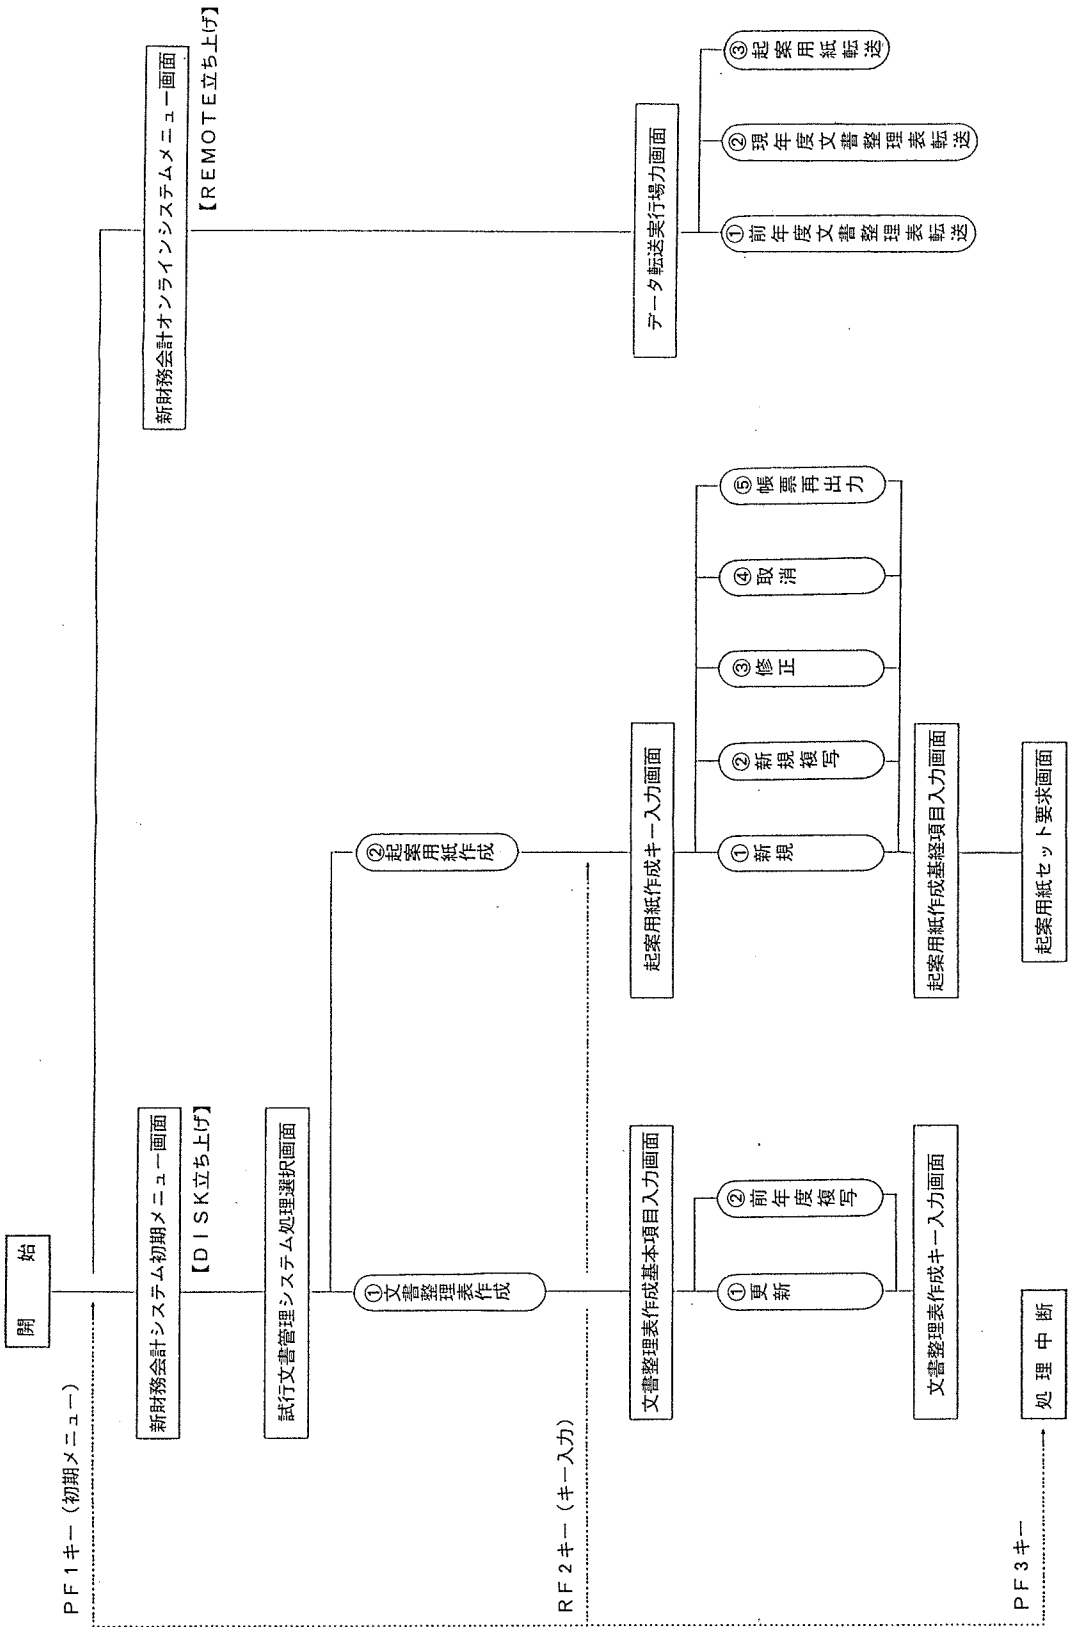 開始
PF1キー（初期メニュー）
新財務会計システム初期メニュー画面
【DISK立ち上げ】
新財務会計オンラインシステムメニュー画面
【REMOTE立ち上げ】
試行文書管理システム処理選択画面
①文書整理表作成
②起案用紙作成
RF2キー（キー入力）
文書整理表作成基本項目入力画面
起案用紙作成キー入力画面
データ転送実行場力画面
①更新
②前年度複写
①新規
②新規複写
③修正
④取消
⑤帳票再出力
①前年度文書整理表転送
②現年度文書整理表転送
③起案用紙転送
文書整理表作成キー入力画面
起案用紙作成基経項目入力画面
PF3キー
処理中断
起案用紙セット要求画面